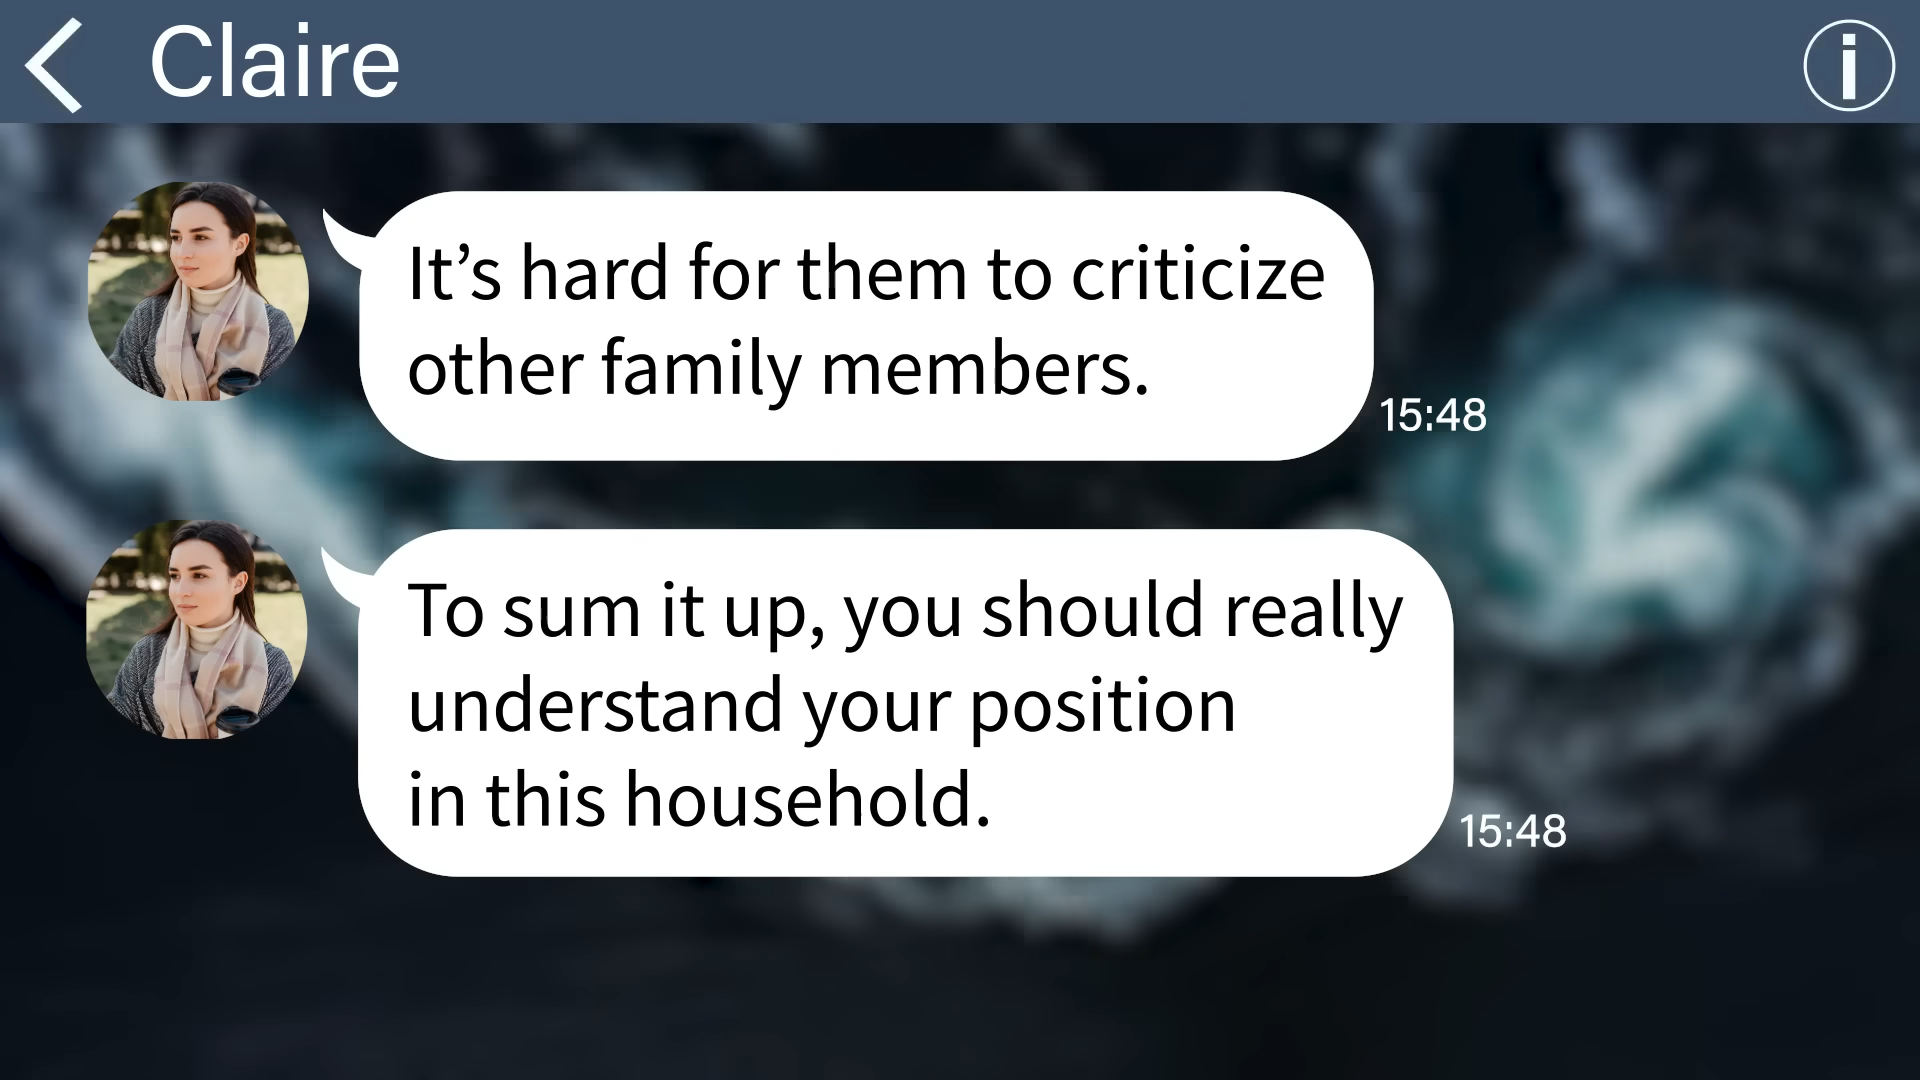 Claire
It’s hard for them to criticize
other family members.
15:48
To sum it up, you should really
understand your position
in this household.
15:48